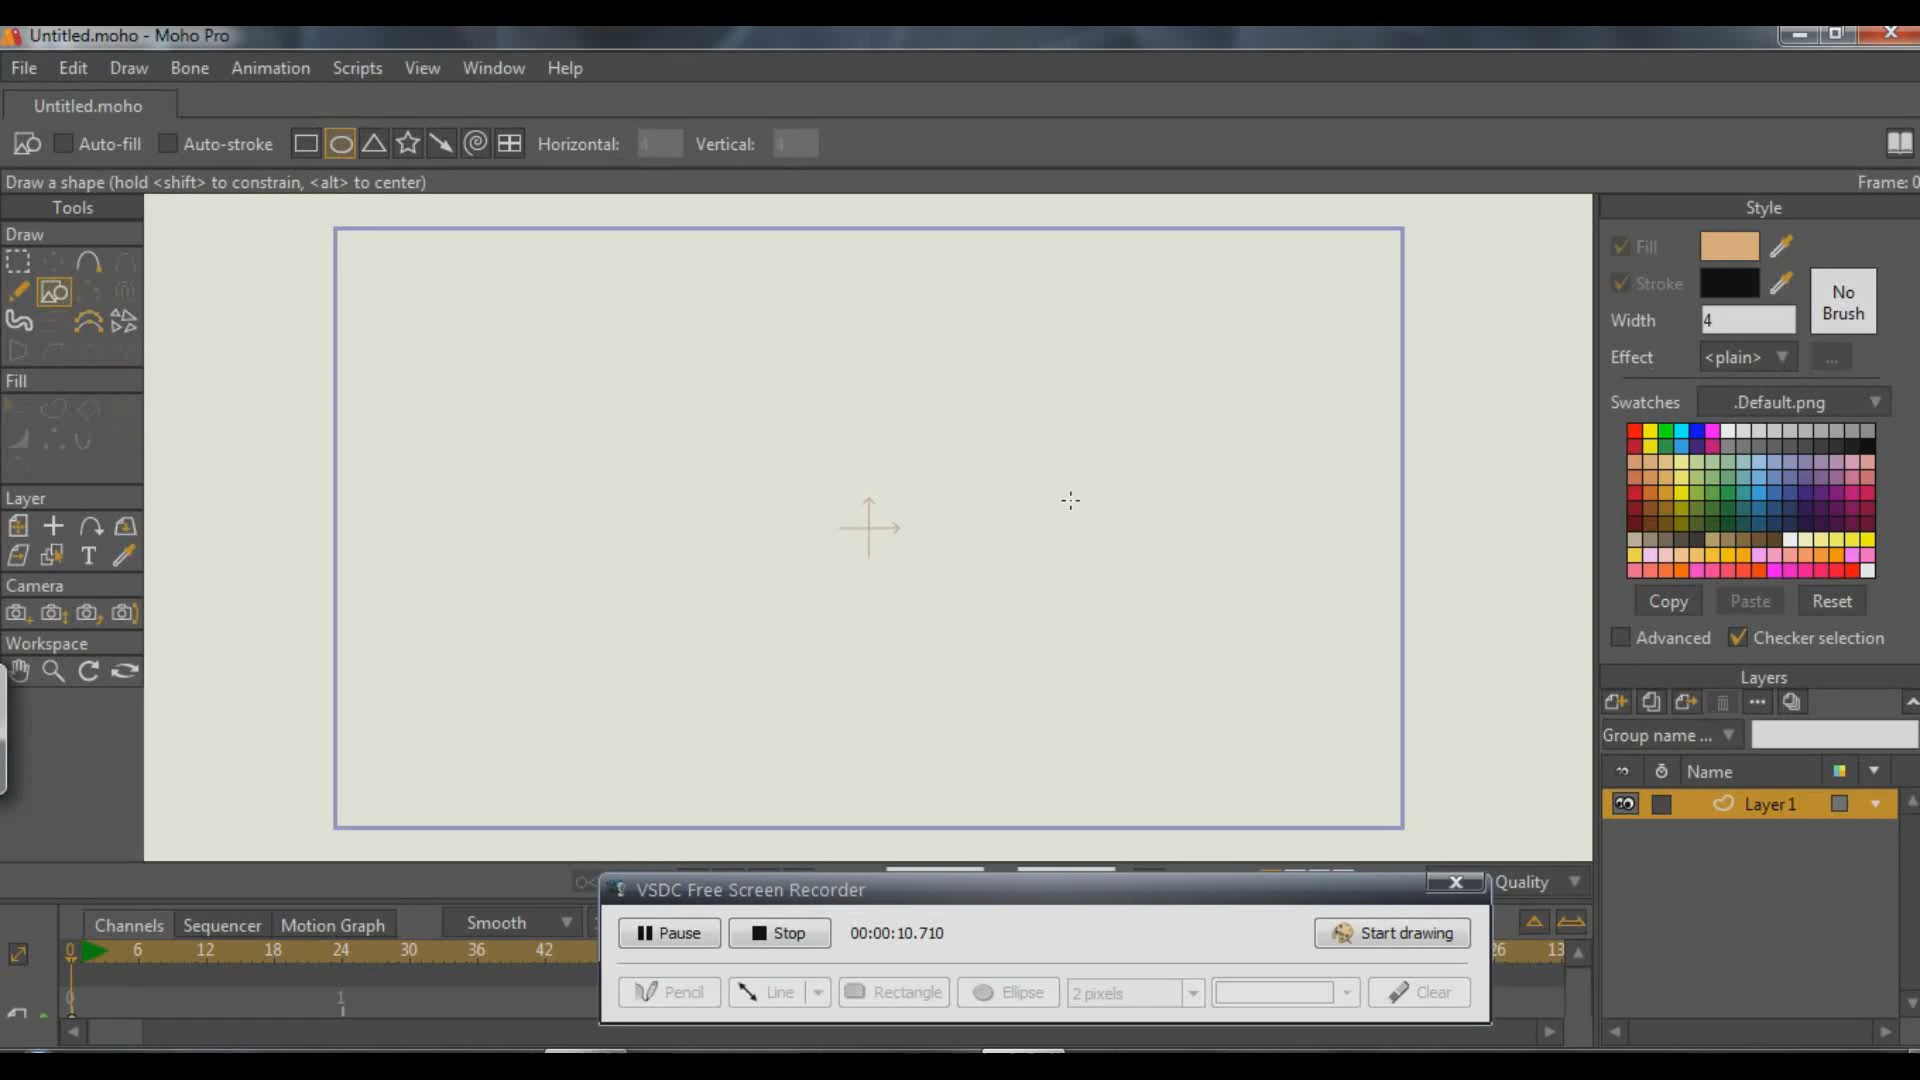 Untitled.moho - Moho Pro
File Edit Draw Bone Animation Scripts View Window Help
Untitled.moho
Auto-fill Auto-stroke Horizontal: Vertical:
Draw a shape (hold <shift> to constrain, <alt> to center) Frame: 0
Tools
Draw
Fill
Layer
T
Camera
Workspace
Style
Fill
Stroke
No
Brush
Width 4
Effect <plain> ...
Swatches .Default.png
Copy Paste Reset
Advanced Checker selection
Layers
Group name ...
Name
Layer 1
Quality
Channels Sequencer Motion Graph Smooth
0 6 12 18 24 30 36 42 26 13
0 1
VSDC Free Screen Recorder
Pause Stop 00:00:10.710 Start drawing
Pencil Line Rectangle Ellipse 2 pixels Clear